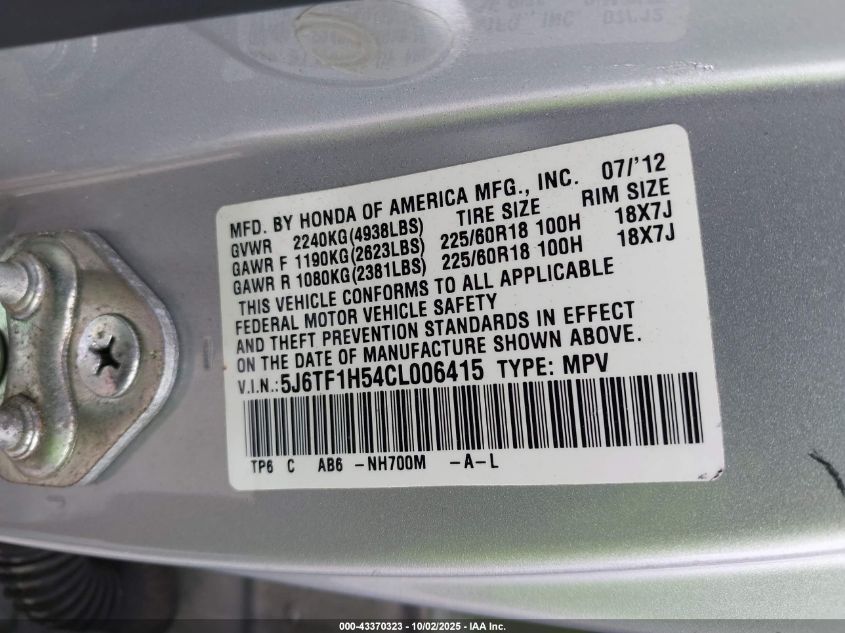 MFD. BY HONDA OF AMERICA MFG., INC. 07/'12
GVWR 2240KG(4938LBS) TIRE SIZE RIM SIZE
GAWR F 1190KG(2623LBS) 225/60R18 100H 18X7J
GAWR R 1080KG(2381LBS) 225/60R18 100H 18X7J
THIS VEHICLE CONFORMS TO ALL APPLICABLE
FEDERAL MOTOR VEHICLE SAFETY
AND THEFT PREVENTION STANDARDS IN EFFECT
ON THE DATE OF MANUFACTURE SHOWN ABOVE.
V.I.N.: 5J6TF1H54CL006415 TYPE: MPV
TP6 C AB6 -NH700M -A-L
000-43370323 - 10/02/2025 - IAA Inc.